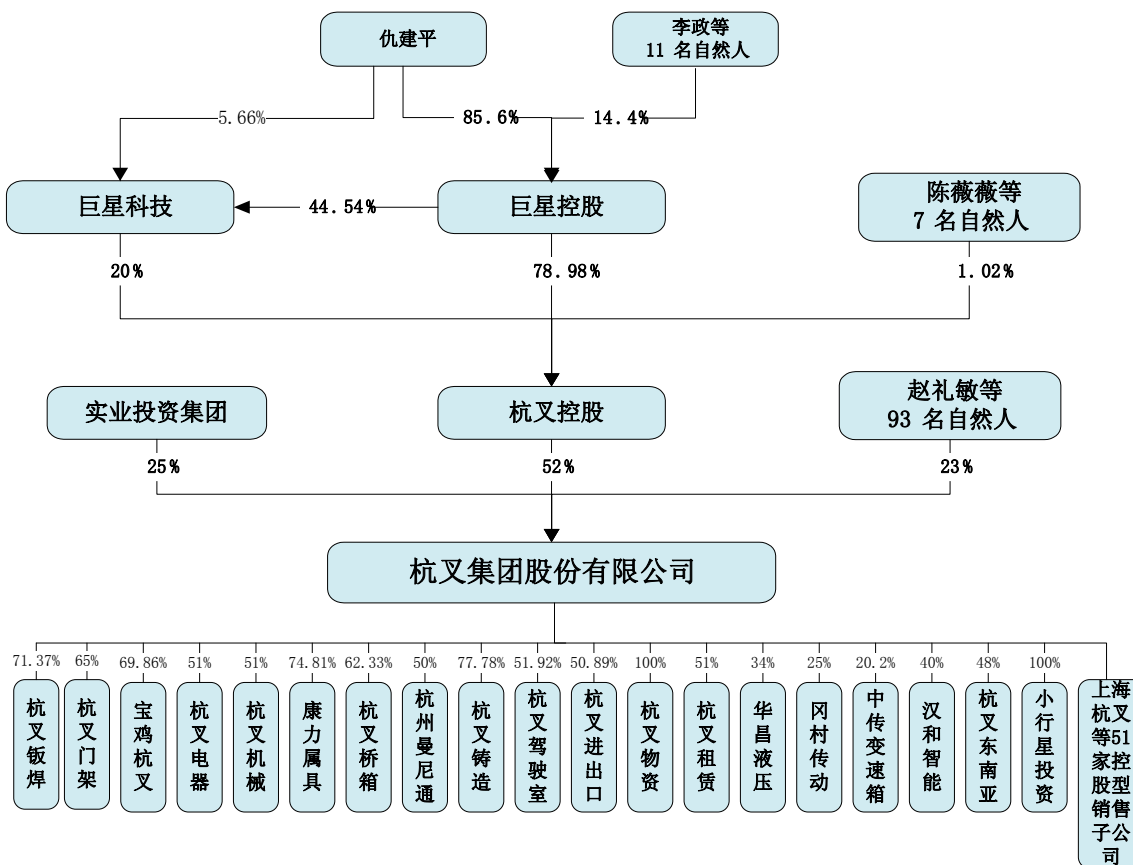 仇建平
李政等
11 名自然人
5.66%
85.6%
14.4%
巨星科技
44.54%
巨星控股
陈薇薇等
7 名自然人
20%
78.98%
1.02%
实业投资集团
杭叉控股
赵礼敏等
93 名自然人
25%
52%
23%
杭叉集团股份有限公司
71.37%
65%
69.86%
51%
51%
74.81%
62.33%
50%
77.78%
51.92%
50.89%
100%
51%
34%
25%
20.2%
40%
48%
100%
杭叉钣焊
杭叉门架
宝鸡杭叉
杭叉电器
杭叉机械
康力属具
杭叉桥箱
杭州曼尼通
杭叉铸造
杭叉驾驶室
杭叉进出口
杭叉物资
杭叉租赁
华昌液压
冈村传动
中传变速箱
汉和智能
杭叉东南亚
小行星投资
上海
杭叉
等51
家控
股型
销售
子公
司